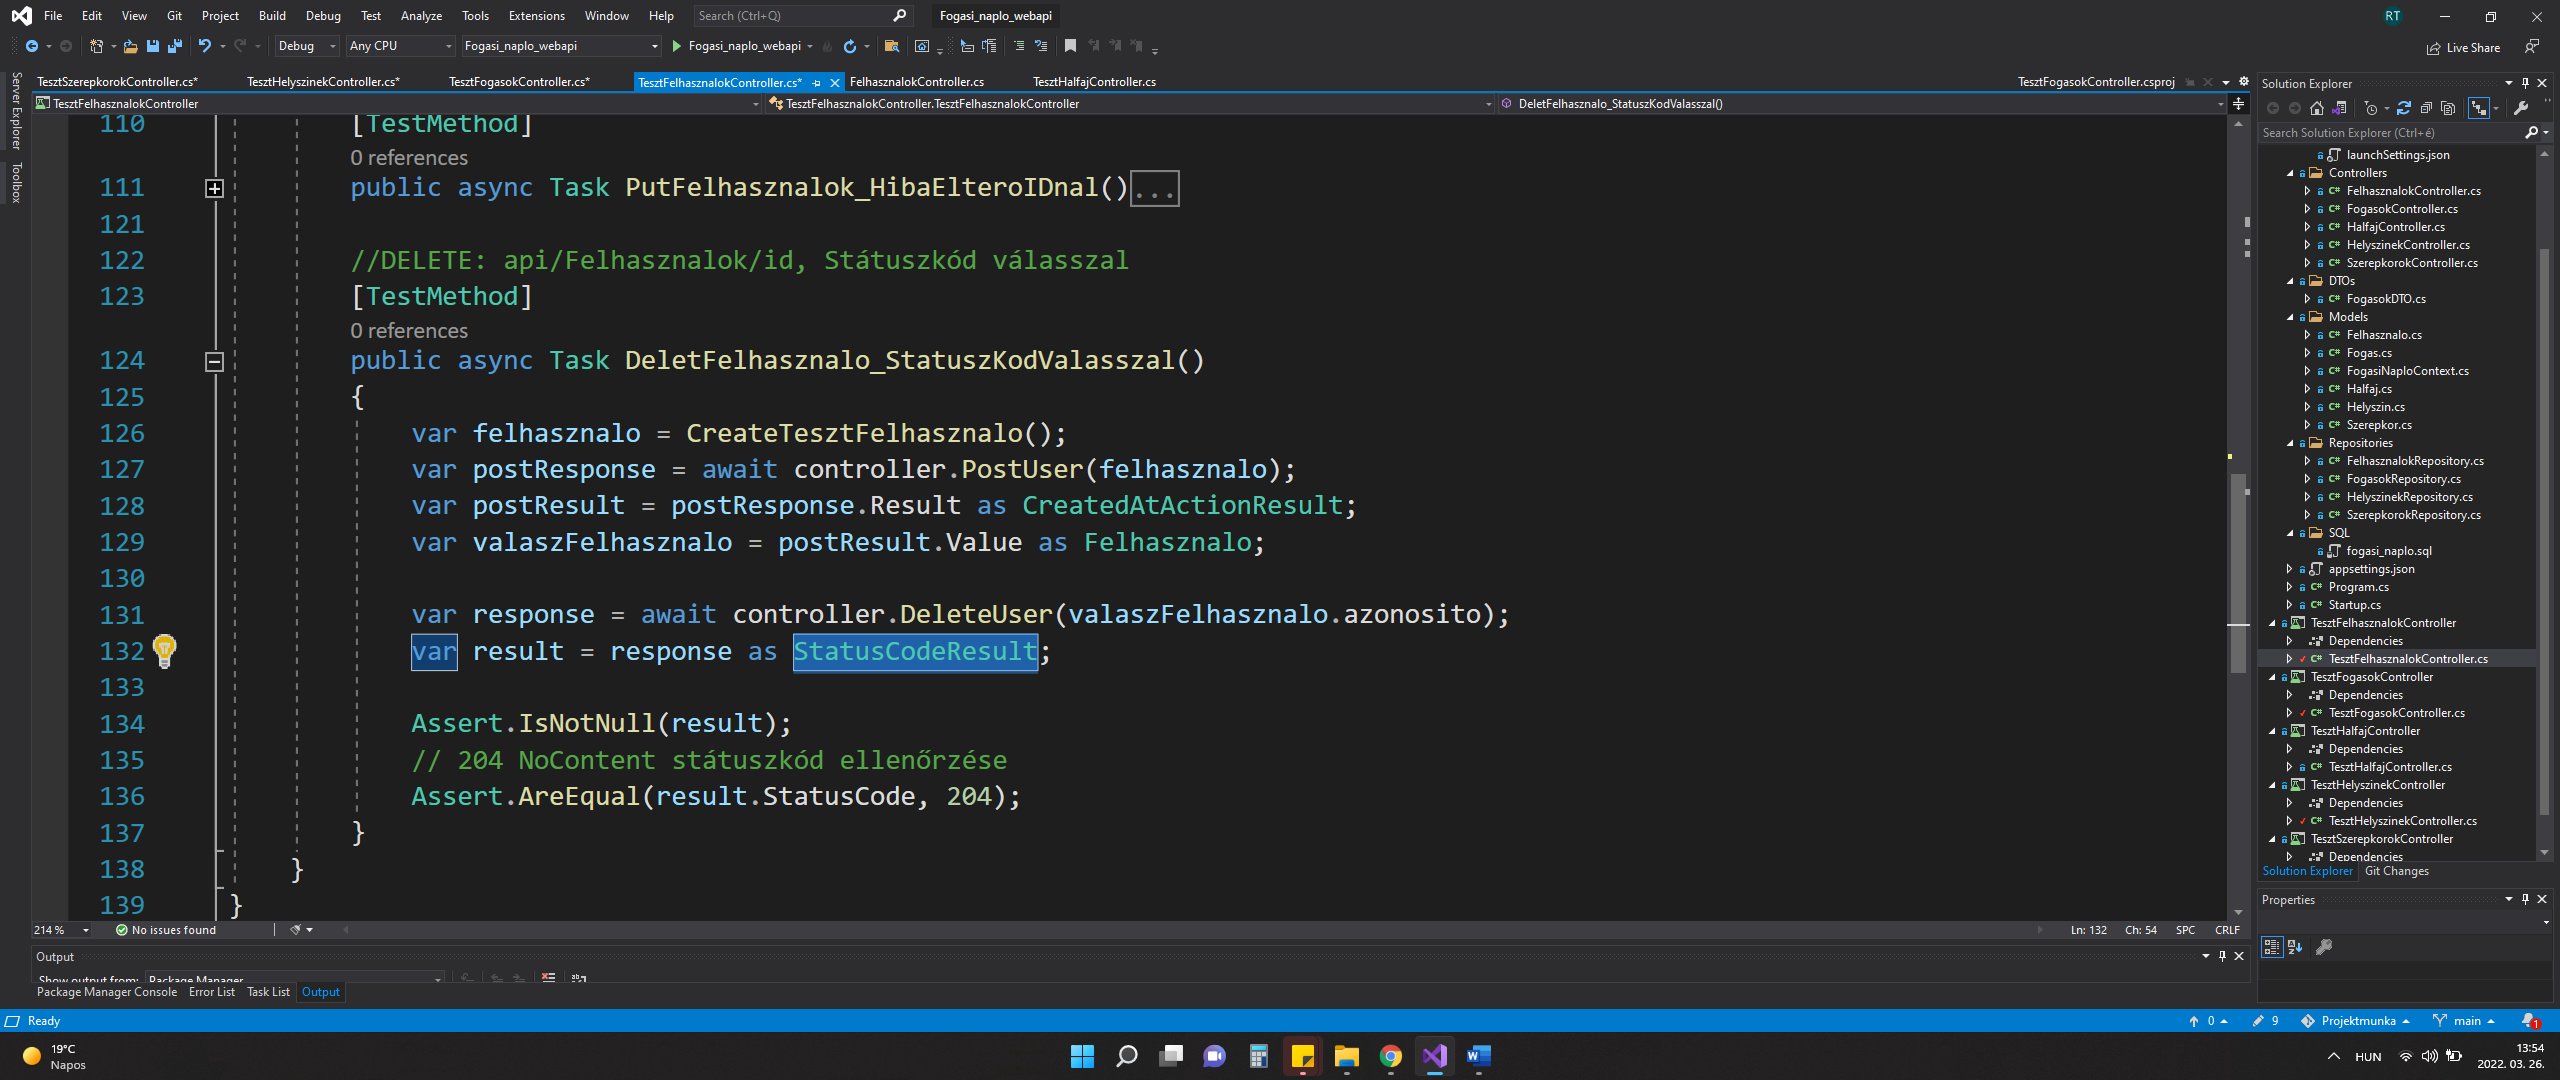 File Edit View Git Project Build Debug Test Analyze Tools Extensions Window Help Search (Ctrl+Q) Fogasi_naplo_webapi RT
Debug Any CPU Fogasi_naplo_webapi Fogasi_naplo_webapi Live Share
TesztSzerepkorokController.cs* TesztHelyszinekController.cs* TesztFogasokController.cs* TesztFelhasznalokController.cs* FelhasznalokController.cs TesztHalfajController.cs TesztFogasokController.csproj
TesztFelhasznalokController TesztFelhasznalokController.TesztFelhasznalokController DeletFelhasznalo_StatuszKodValasszal()
Server Explorer
Toolbox
110 [TestMethod]
0 references
111 public async Task PutFelhasznalok_HibaElteroIDnal()...
121
122 //DELETE: api/Felhasznalok/id, Státuszkód válasszal
123 [TestMethod]
0 references
124 public async Task DeletFelhasznalo_StatuszKodValasszal()
125 {
126 var felhasznalo = CreateTesztFelhasznalo();
127 var postResponse = await controller.PostUser(felhasznalo);
128 var postResult = postResponse.Result as CreatedAtActionResult;
129 var valaszFelhasznalo = postResult.Value as Felhasznalo;
130
131 var response = await controller.DeleteUser(valaszFelhasznalo.azonosito);
132 var result = response as StatusCodeResult;
133
134 Assert.IsNotNull(result);
135 // 204 NoContent státuszkód ellenőrzése
136 Assert.AreEqual(result.StatusCode, 204);
137 }
138 }
139 }
214 % No issues found Ln: 132 Ch: 54 SPC CRLF
Output
Show output from: Package Manager
Package Manager Console Error List Task List Output
Solution Explorer
Search Solution Explorer (Ctrl+é)
launchSettings.json
Controllers
C# FelhasznalokController.cs
C# FogasokController.cs
C# HalfajController.cs
C# HelyszinekController.cs
C# SzerepkorokController.cs
DTOs
C# FogasokDTO.cs
Models
C# Felhasznalo.cs
C# Fogas.cs
C# FogasiNaploContext.cs
C# Halfaj.cs
C# Helyszin.cs
C# Szerepkor.cs
Repositories
C# FelhasznalokRepository.cs
C# FogasokRepository.cs
C# HelyszinekRepository.cs
C# SzerepkorokRepository.cs
SQL
fogasi_naplo.sql
appsettings.json
C# Program.cs
C# Startup.cs
TesztFelhasznalokController
Dependencies
C# TesztFelhasznalokController.cs
TesztFogasokController
Dependencies
C# TesztFogasokController.cs
TesztHalfajController
Dependencies
C# TesztHalfajController.cs
TesztHelyszinekController
Dependencies
C# TesztHelyszinekController.cs
TesztSzerepkorokController
Dependencies
Solution Explorer Git Changes
Properties
Ready 0 9 Projektmunka main 1
19°C
Napos
HUN
13:54
2022. 03. 26.